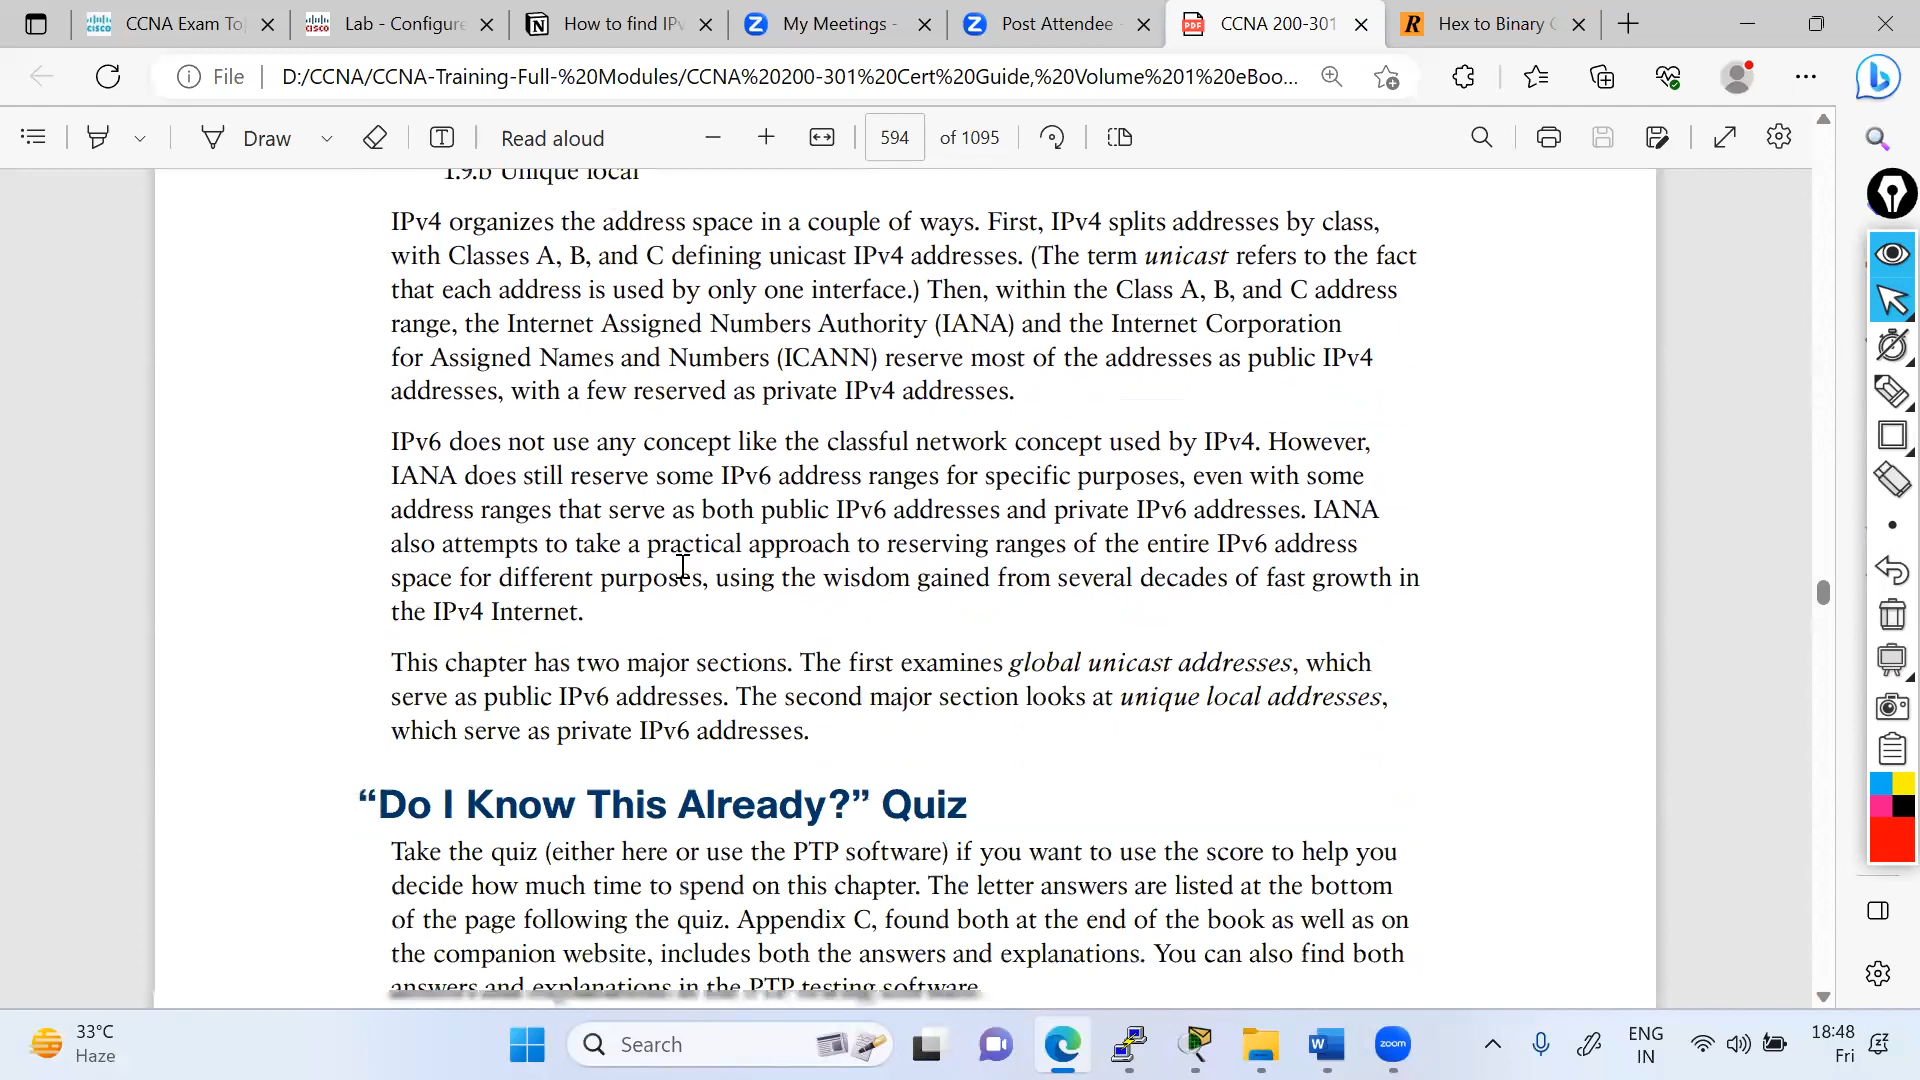 CCNA Exam To
Lab - Configure
How to find IPv
My Meetings -
Post Attendee
CCNA 200-301
Hex to Binary C
File
D:/CCNA/CCNA-Training-Full-%20Modules/CCNA%20200-301%20Cert%20Guide,%20Volume%201%20eBoo...
Draw
Read aloud
594
of 1095
1.9.b Unique local
IPv4 organizes the address space in a couple of ways. First, IPv4 splits addresses by class,
with Classes A, B, and C defining unicast IPv4 addresses. (The term unicast refers to the fact
that each address is used by only one interface.) Then, within the Class A, B, and C address
range, the Internet Assigned Numbers Authority (IANA) and the Internet Corporation
for Assigned Names and Numbers (ICANN) reserve most of the addresses as public IPv4
addresses, with a few reserved as private IPv4 addresses.
IPv6 does not use any concept like the classful network concept used by IPv4. However,
IANA does still reserve some IPv6 address ranges for specific purposes, even with some
address ranges that serve as both public IPv6 addresses and private IPv6 addresses. IANA
also attempts to take a practical approach to reserving ranges of the entire IPv6 address
space for different purposes, using the wisdom gained from several decades of fast growth in
the IPv4 Internet.
This chapter has two major sections. The first examines global unicast addresses, which
serve as public IPv6 addresses. The second major section looks at unique local addresses,
which serve as private IPv6 addresses.
“Do I Know This Already?” Quiz
Take the quiz (either here or use the PTP software) if you want to use the score to help you
decide how much time to spend on this chapter. The letter answers are listed at the bottom
of the page following the quiz. Appendix C, found both at the end of the book as well as on
the companion website, includes both the answers and explanations. You can also find both
answers and explanations in the PTP testing software
33°C
Haze
Search
zoom
ENG
IN
18:48
Fri